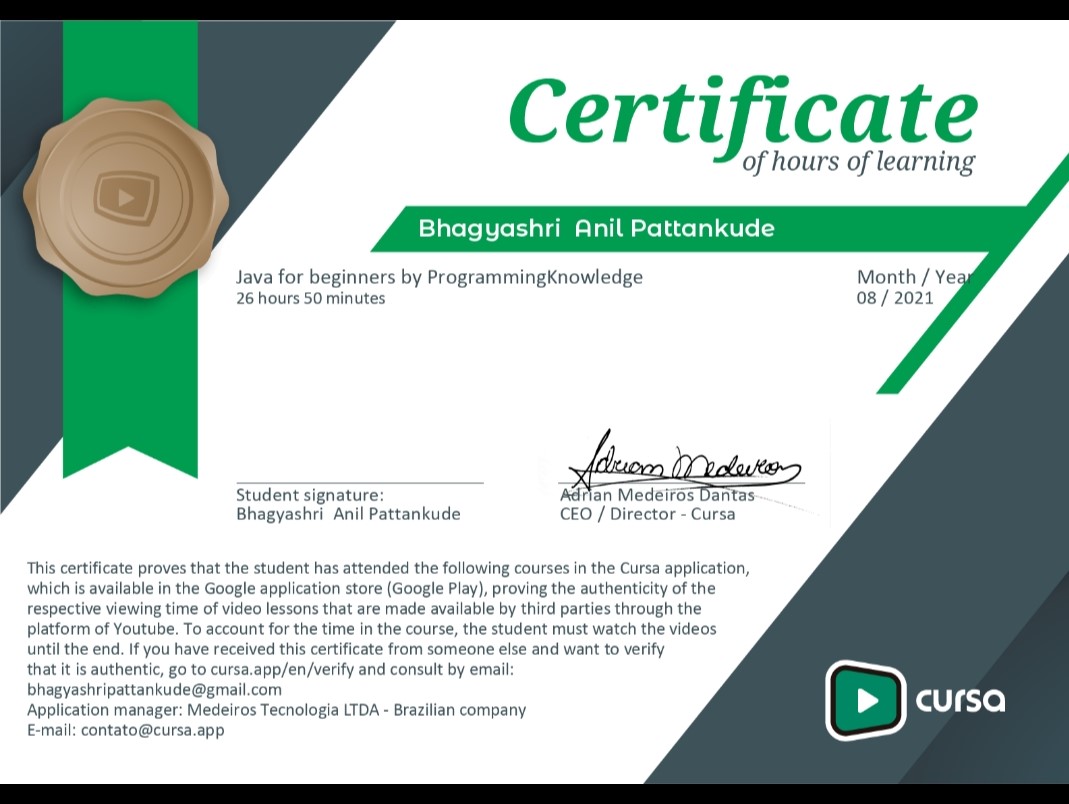 Certificate
of hours of learning
Bhagyashri  Anil Pattankude
Java for beginners by ProgrammingKnowledge
26 hours 50 minutes
Month / Year
08 / 2021
Adrian Medeiros
Student signature:
Bhagyashri  Anil Pattankude
Adrian Medeiros Dantas
CEO / Director - Cursa
This certificate proves that the student has attended the following courses in the Cursa application,
which is available in the Google application store (Google Play), proving the authenticity of the
respective viewing time of video lessons that are made available by third parties through the
platform of Youtube. To account for the time in the course, the student must watch the videos
until the end. If you have received this certificate from someone else and want to verify
that it is authentic, go to cursa.app/en/verify and consult by email:
bhagyashripattankude@gmail.com
Application manager: Medeiros Tecnologia LTDA - Brazilian company
E-mail: contato@cursa.app
cursa